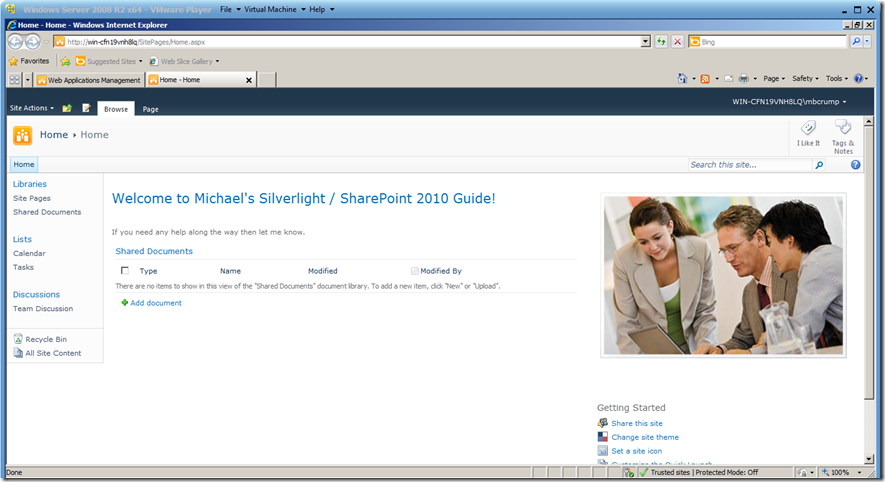 Windows Server 2008 R2 x64 - VMware Player File Virtual Machine Help
Home - Home - Windows Internet Explorer
http://win-cfn19vnh8lq/SitePages/Home.aspx Bing
Favorites Suggested Sites Web Slice Gallery
Web Applications Management Home - Home Page Safety Tools
Site Actions Browse Page WIN-CFN19VNH8LQ\mbcrump
Home Home
I Like It Tags & Notes
Home Search this site...
Libraries
Site Pages
Shared Documents
Lists
Calendar
Tasks
Discussions
Team Discussion
Recycle Bin
All Site Content
Welcome to Michael's Silverlight / SharePoint 2010 Guide!
If you need any help along the way then let me know.
Shared Documents
Type Name Modified Modified By
There are no items to show in this view of the "Shared Documents" document library. To add a new item, click "New" or "Upload".
Add document
Getting Started
Share this site
Change site theme
Set a site icon
Customize the Quick Launch
Done Trusted sites | Protected Mode: Off 100%